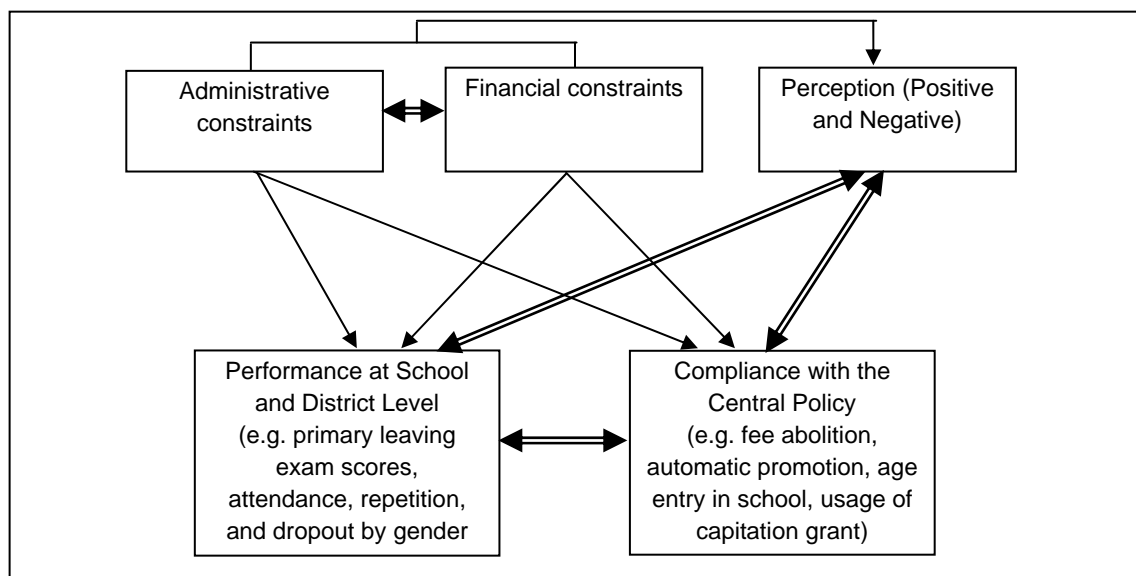 Administrative
constraints
Financial constraints
Perception (Positive
and Negative)
Performance at School
and District Level
(e.g. primary leaving
exam scores,
attendance, repetition,
and dropout by gender
Compliance with the
Central Policy
(e.g. fee abolition,
automatic promotion, age
entry in school, usage of
capitation grant)